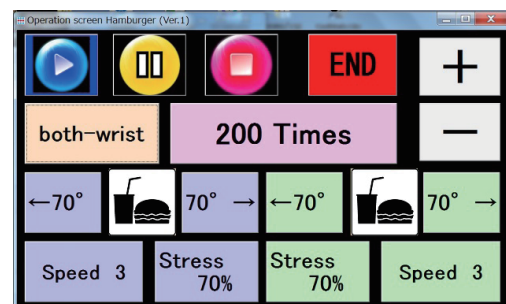 Operation screen Hamburger (Ver.1)
END
+
both-wrist
200 Times
−
←70°
70° →
←70°
70° →
Speed 3
Stress
70%
Stress
70%
Speed 3